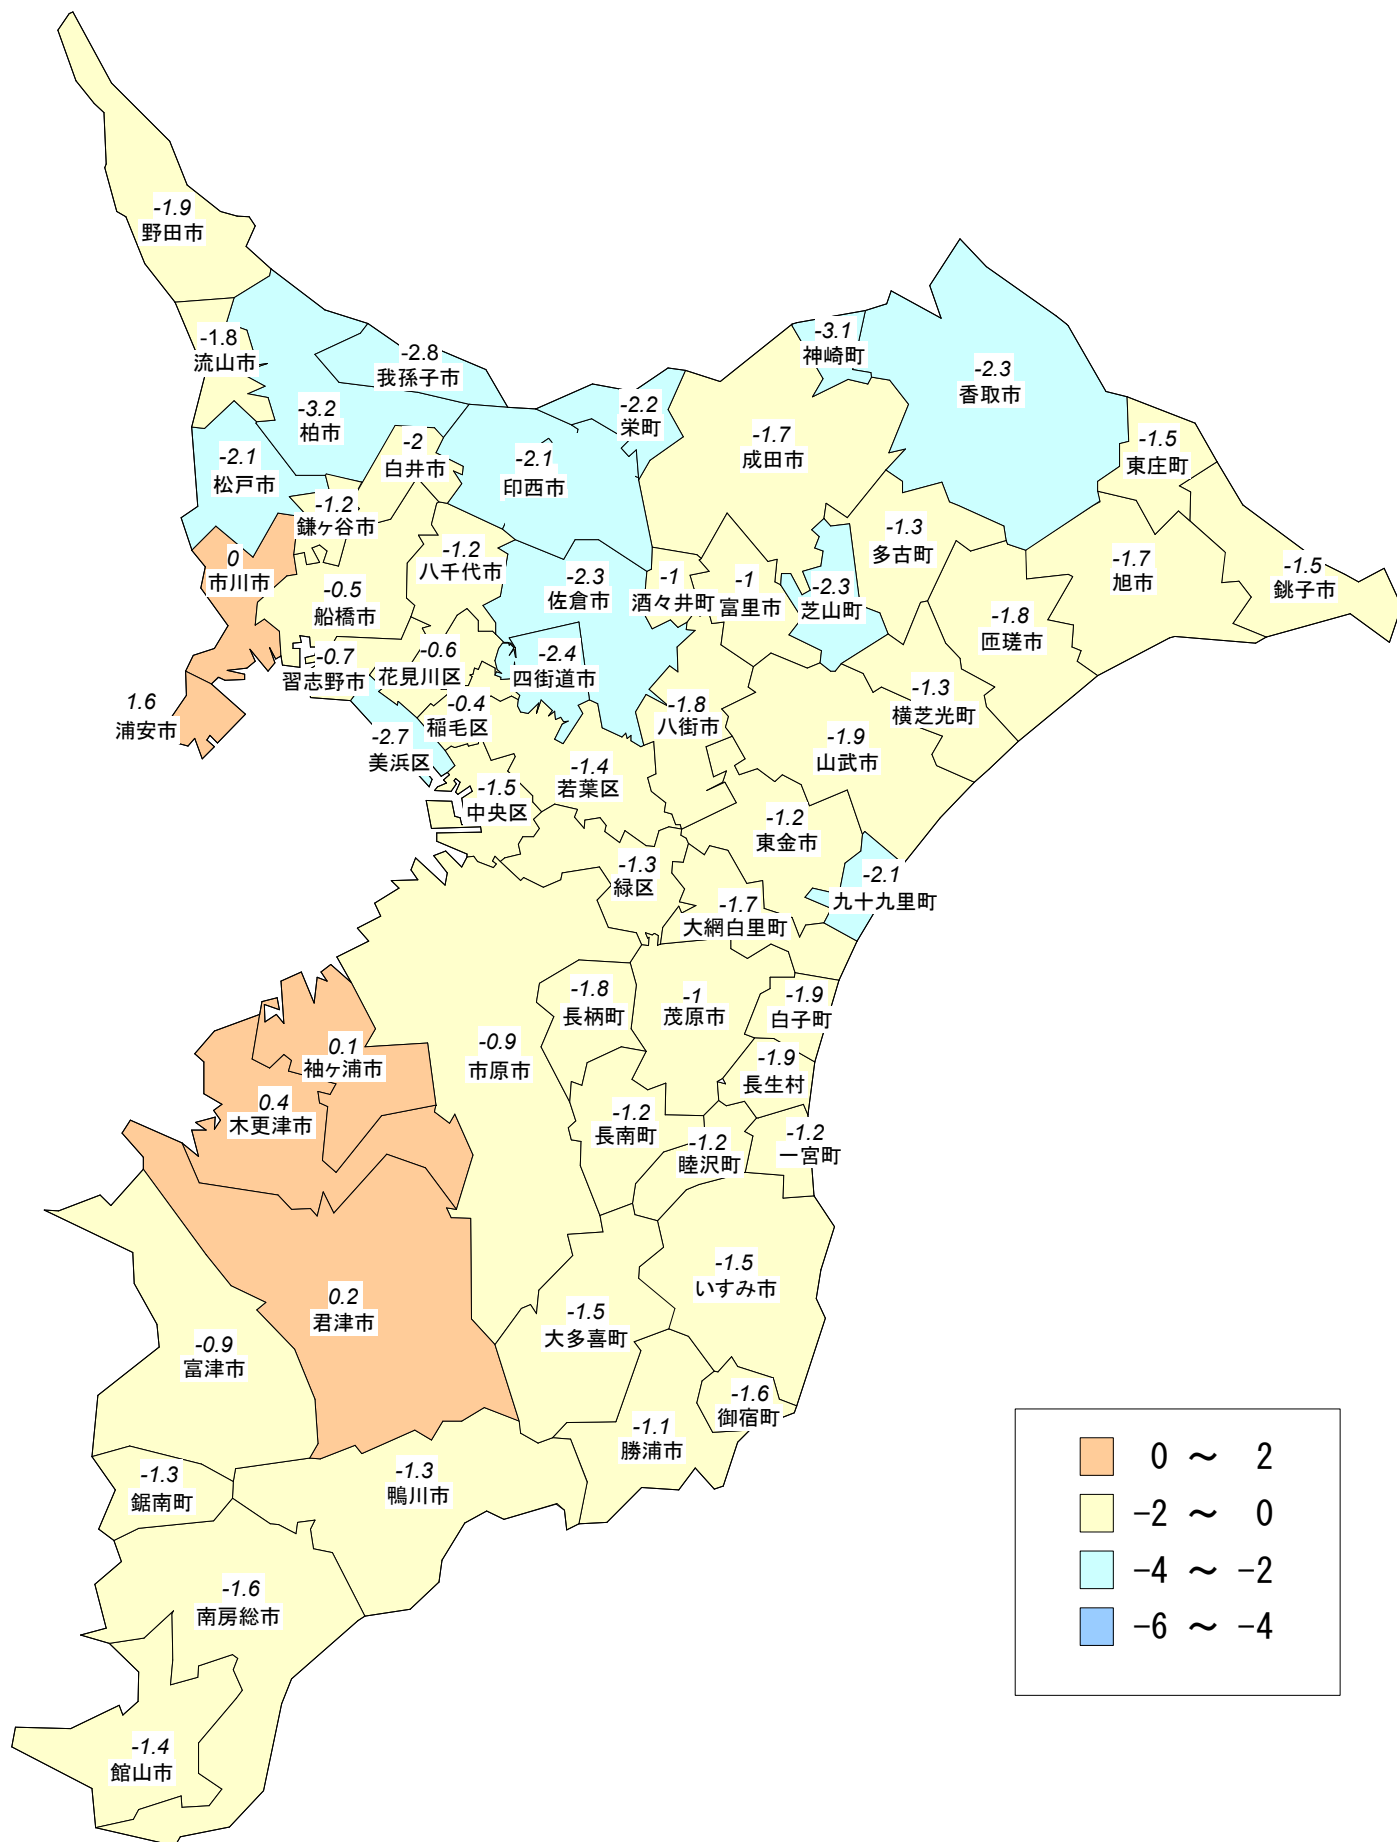 -1.9
野田市
-1.8
流山市
-2.8
我孫子市
-3.2
柏市
-3.1
神崎町
-2.3
香取市
-2.2
栄町
-2.1
松戸市
-2
白井市
-2.1
印西市
-1.7
成田市
-1.5
東庄町
-1.2
鎌ヶ谷市
0
市川市
-0.5
船橋市
-1.2
八千代市
-2.3
佐倉市
-1
酒々井町
-1
富里市
-2.3
芝山町
-1.3
多古町
-1.8
匝瑳市
-1.7
旭市
-1.5
銚子市
-0.7
習志野市
-0.6
花見川区
-2.4
四街道市
1.6
浦安市
-2.7
美浜区
-0.4
稲毛区
-1.8
八街市
-1.3
横芝光町
-1.9
山武市
-1.5
中央区
-1.4
若葉区
-1.2
東金市
-1.3
緑区
-2.1
九十九里町
-1.7
大網白里町
-1.8
長柄町
-1
茂原市
-1.9
白子町
0.1
袖ヶ浦市
-0.9
市原市
-1.9
長生村
0.4
木更津市
-1.2
長南町
-1.2
睦沢町
-1.2
一宮町
0.2
君津市
-1.5
いすみ市
-1.5
大多喜町
-0.9
富津市
-1.6
御宿町
-1.1
勝浦市
-1.3
鋸南町
-1.3
鴨川市
-1.6
南房総市
-1.4
館山市
0 ～ 2
-2 ～ 0
-4 ～ -2
-6 ～ -4